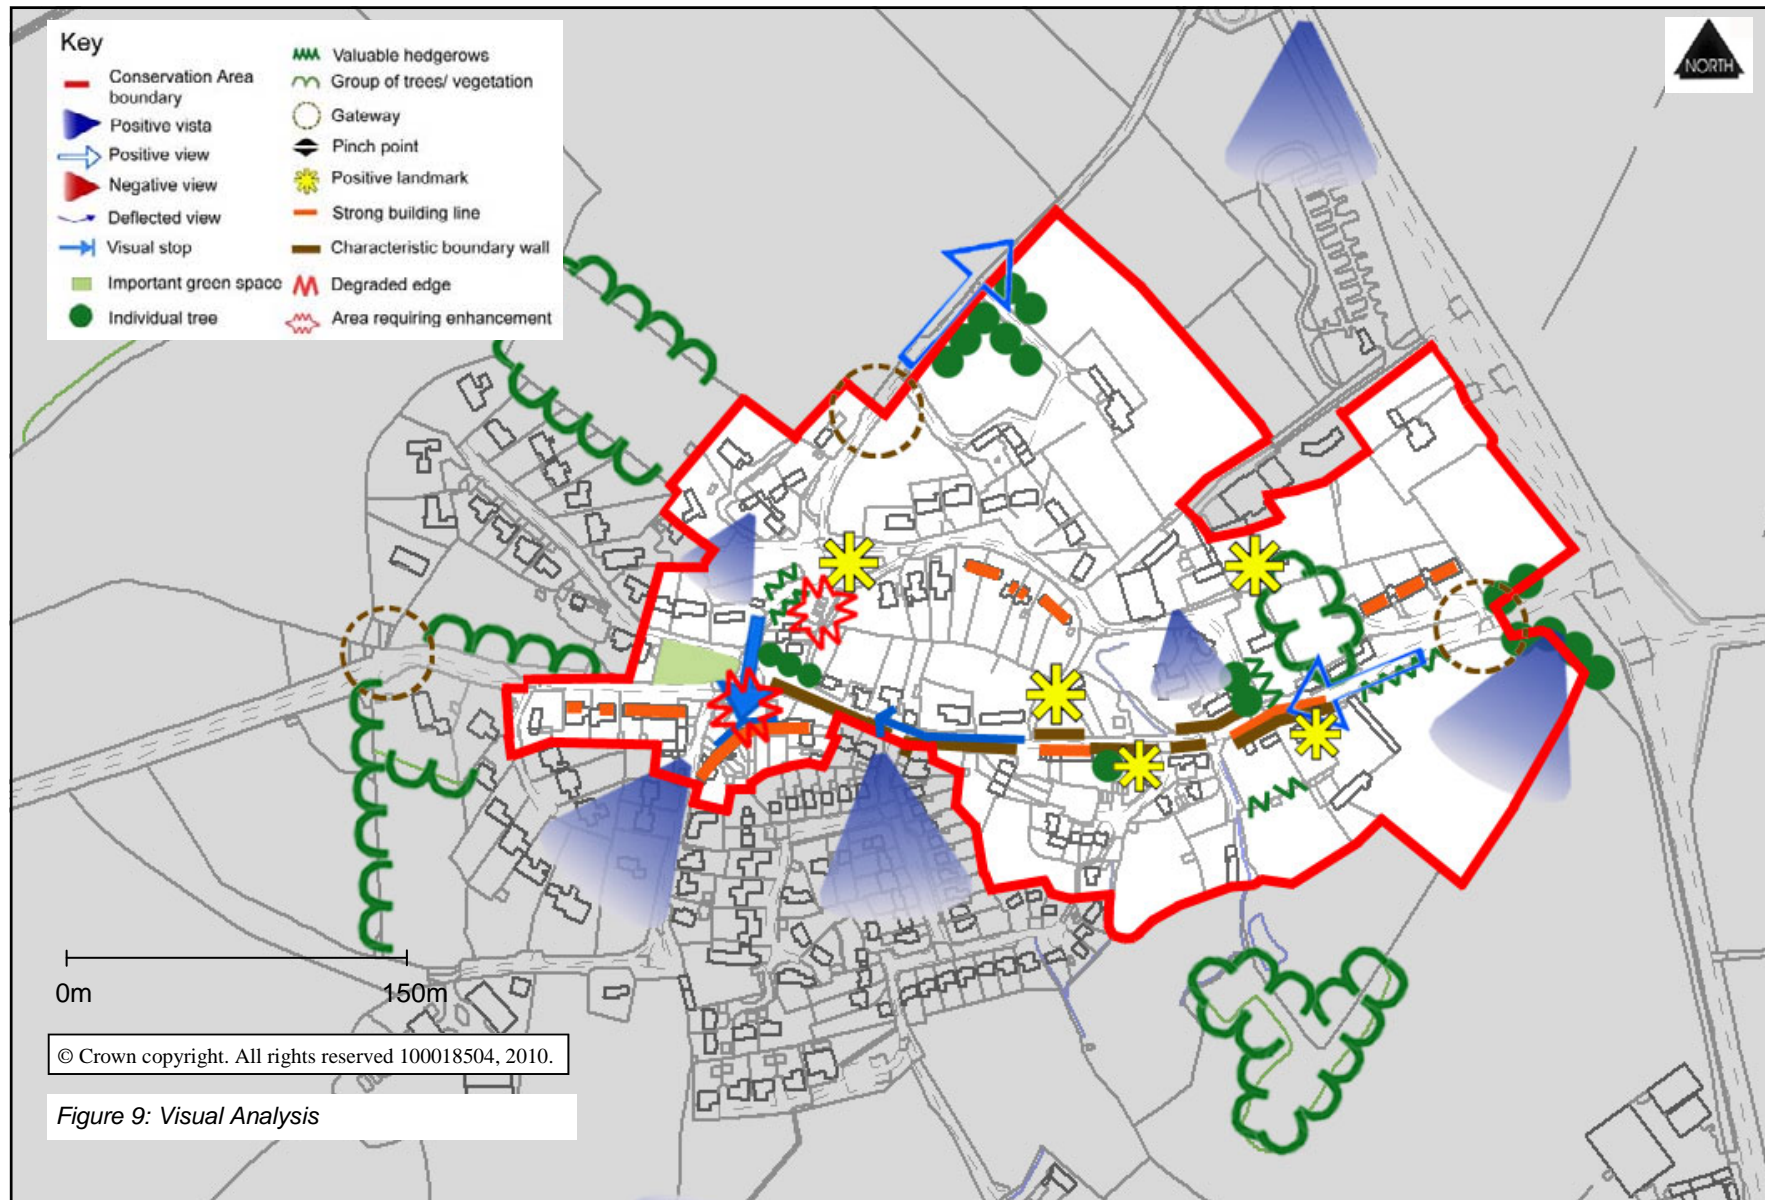 Key
Conservation Area
boundary
Positive vista
Positive view
Negative view
Deflected view
Visual stop
Important green space
Individual tree
Valuable hedgerows
Group of trees/ vegetation
Gateway
Pinch point
Positive landmark
Strong building line
Characteristic boundary wall
Degraded edge
Area requiring enhancement
NORTH
0m
150m
© Crown copyright. All rights reserved 100018504, 2010.
Figure 9: Visual Analysis